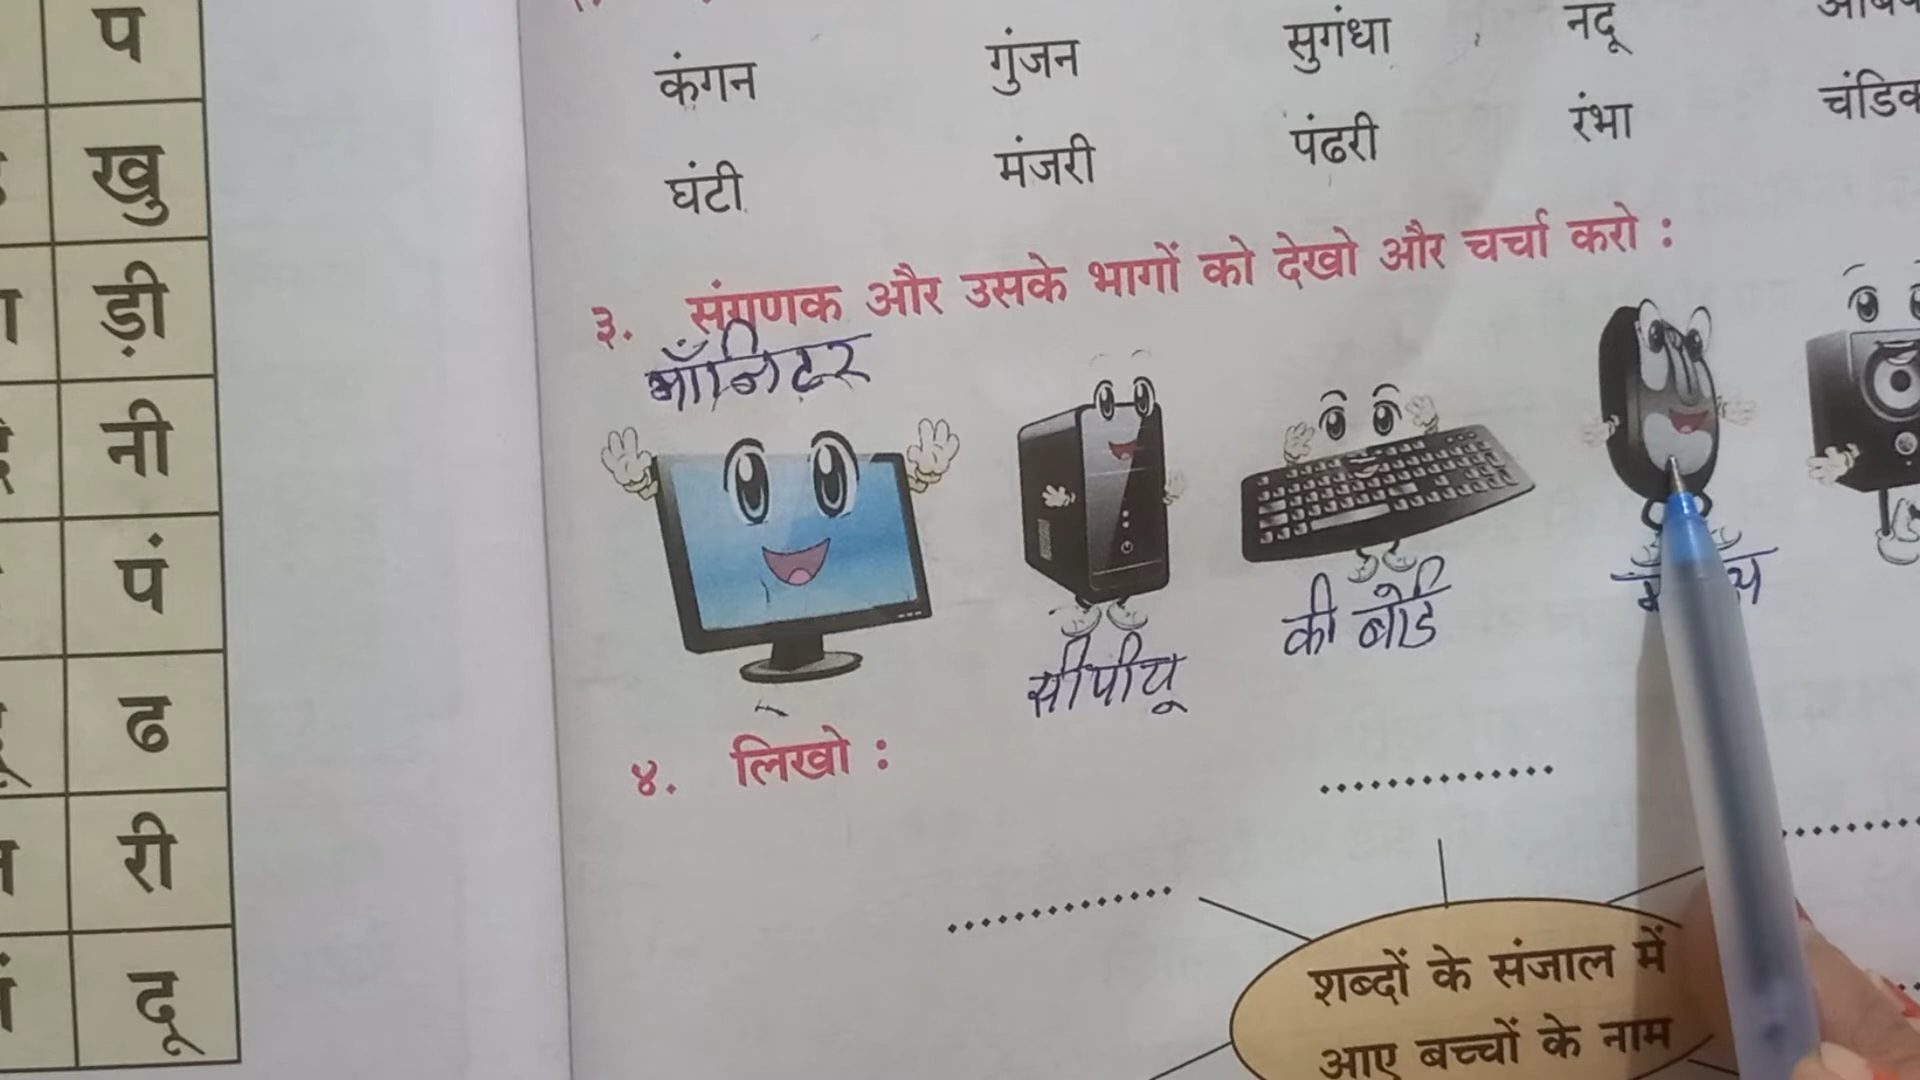 प
खु
ड़ी
नी
पं
ढ
री
दू
कंगन गुंजन सुगंधा नदू
घंटी मंजरी पंढरी रंभा
३. संगणक और उसके भागों को देखो और चर्चा करो :
मॉनिटर
सीपीयू
की बोर्ड
४. लिखो :
शब्दों के संजाल में
आए बच्चों के नाम